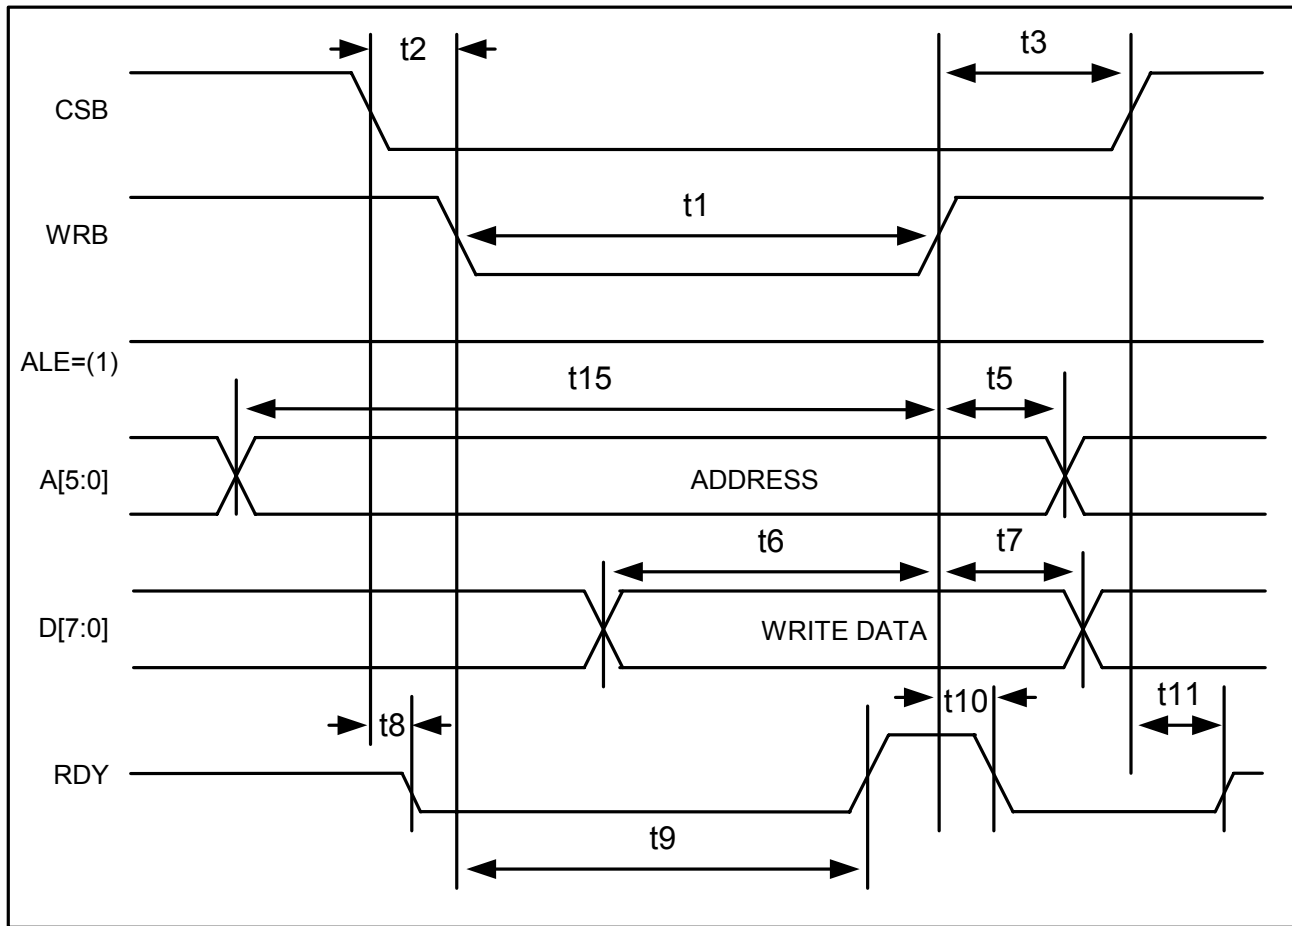 t2
t3
CSB
t1
WRB
ALE=(1)
t15
t5
A[5:0]
ADDRESS
t6
t7
D[7:0]
WRITE DATA
t8
t10
t11
RDY
t9